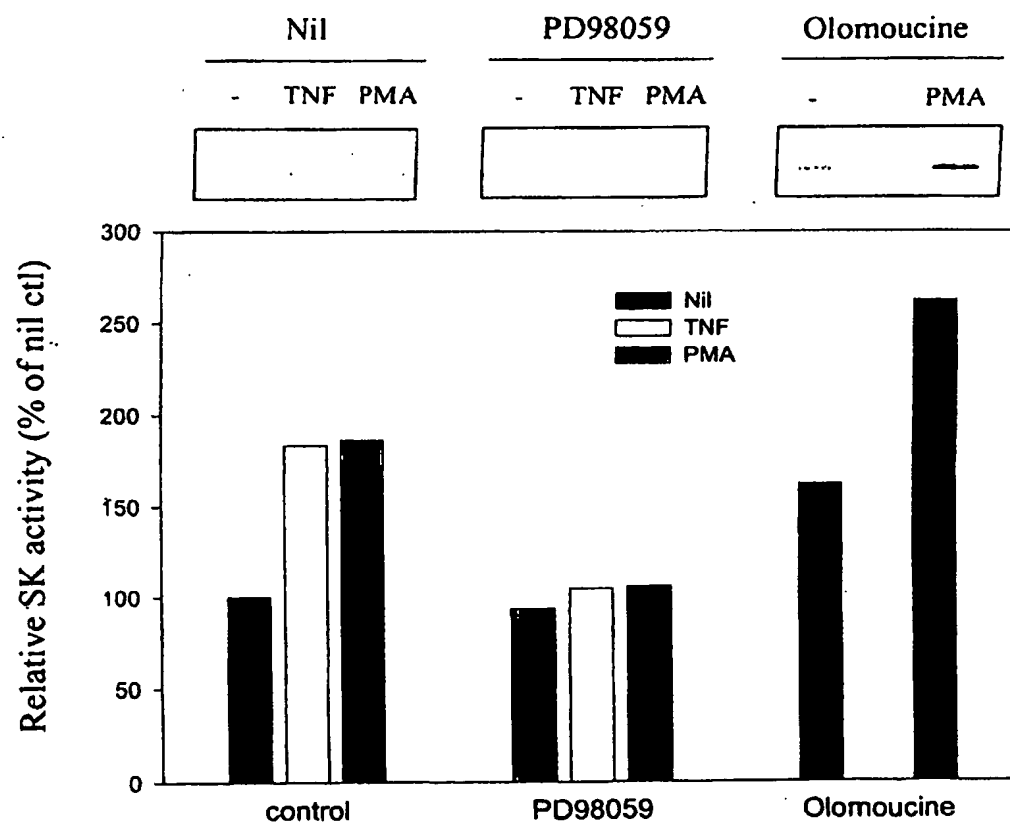 Nil PD98059 Olomoucine
- TNF PMA - TNF PMA - PMA
300
250
200
150
100
50
0
Relative SK activity (% of nil ctl)
Nil
TNF
PMA
control PD98059 Olomoucine